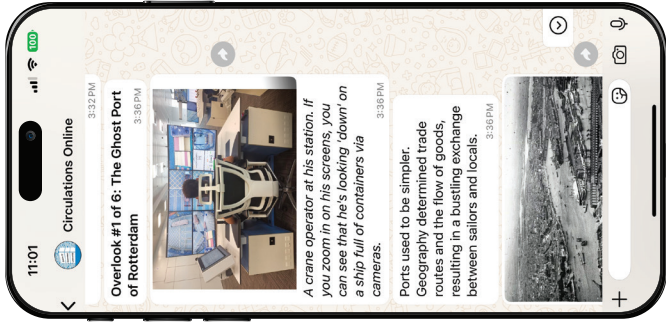 11:01
100
Circulations Online
3:32 PM
Overlook #1 of 6: The Ghost Port
of Rotterdam
3:36 PM
A crane operator at his station. If
you zoom in on his screens, you
can see that he's looking 'down' on
a ship full of containers via
cameras.
3:36 PM
Ports used to be simpler.
Geography determined trade
routes and the flow of goods,
resulting in a bustling exchange
between sailors and locals.
3:36 PM